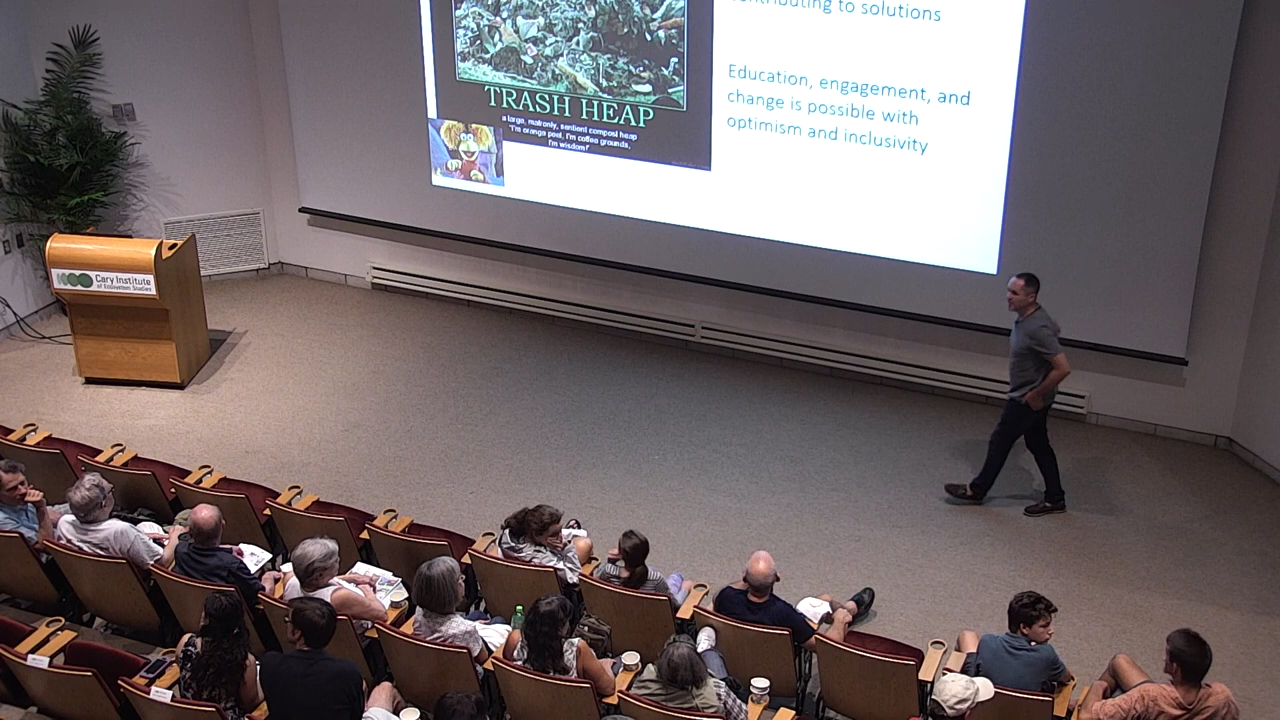 contributing to solutions
Education, engagement, and
change is possible with
optimism and inclusivity
TRASH HEAP
a large, matronly, sentient compost heap
"I'm orange peel, I'm coffee grounds,
I'm wisdom!"
Cary Institute
of Ecosystem Studies